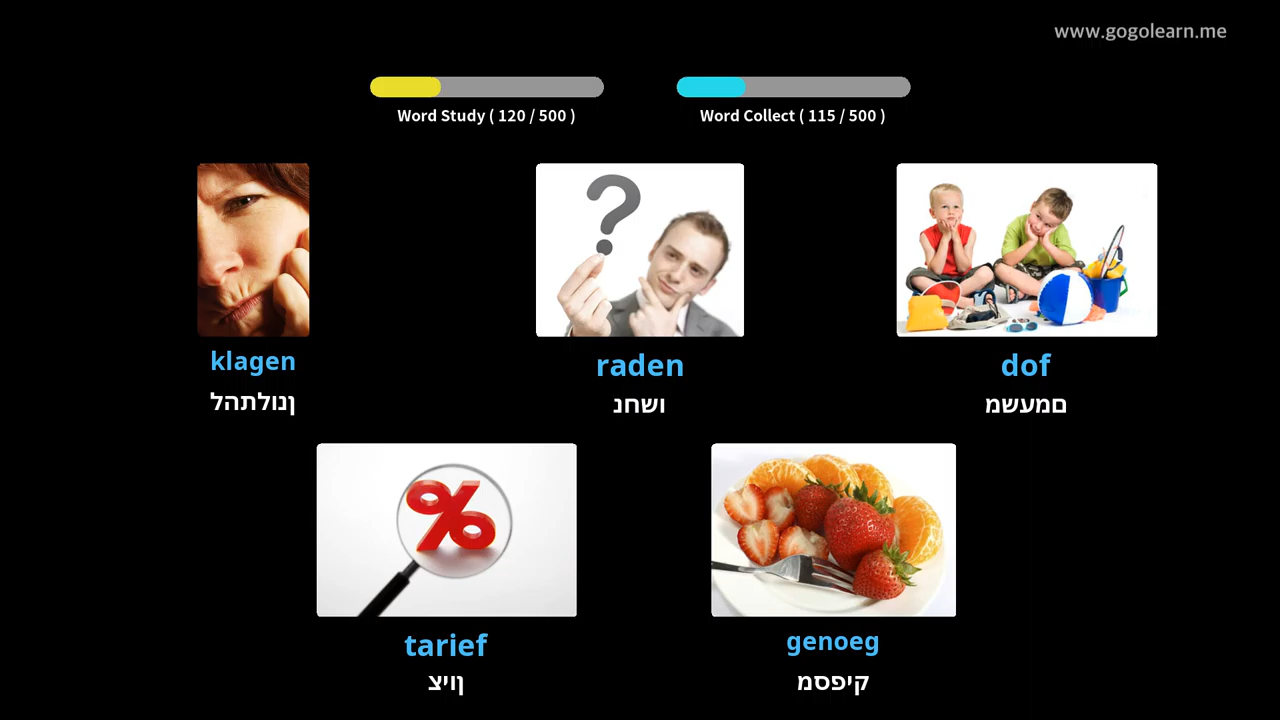 www.gogolearn.me
Word Study ( 120 / 500 )
Word Collect ( 115 / 500 )
klagen
ןנולתהל
raden
ושחנ
dof
םמעשמ
tarief
ןויצ
genoeg
קיפסמ